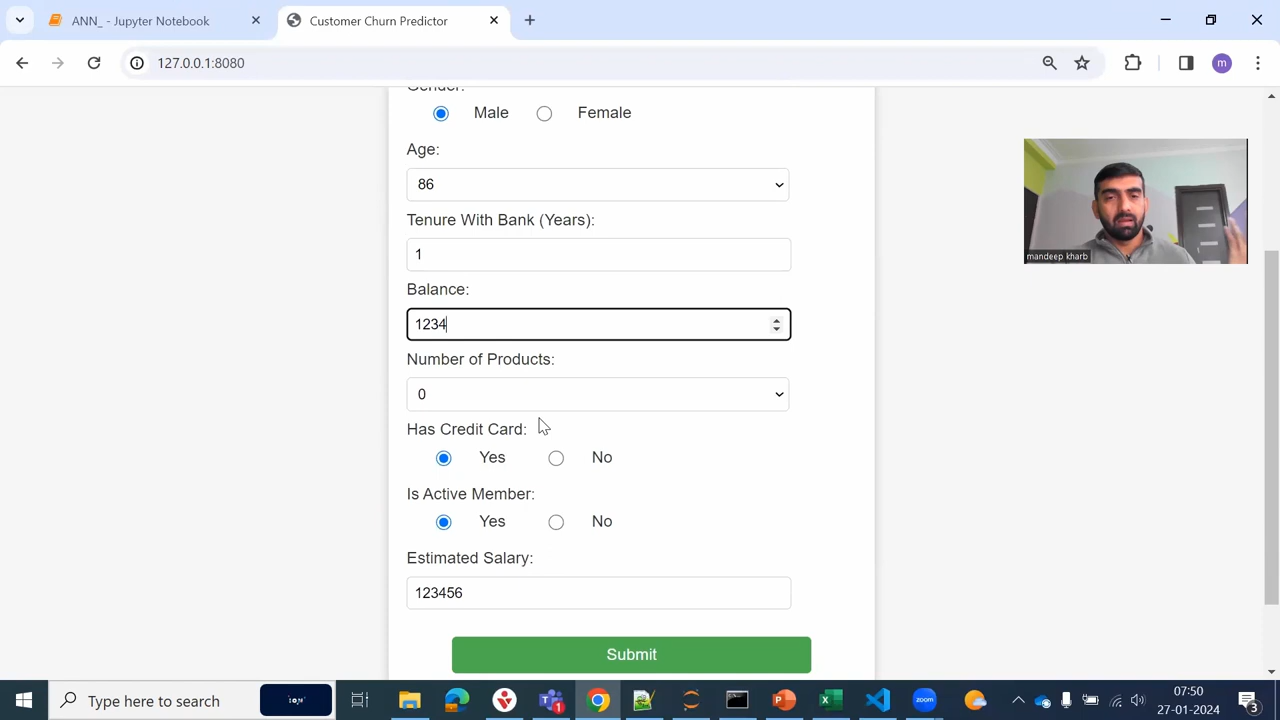 ANN_ - Jupyter Notebook
Customer Churn Predictor
127.0.0.1:8080
m
Gender:
Male Female
Age:
86
Tenure With Bank (Years):
1
Balance:
1234
Number of Products:
0
Has Credit Card:
Yes No
Is Active Member:
Yes No
Estimated Salary:
123456
Submit
mandeep kharb
Type here to search
zoom
07:50
27-01-2024
3